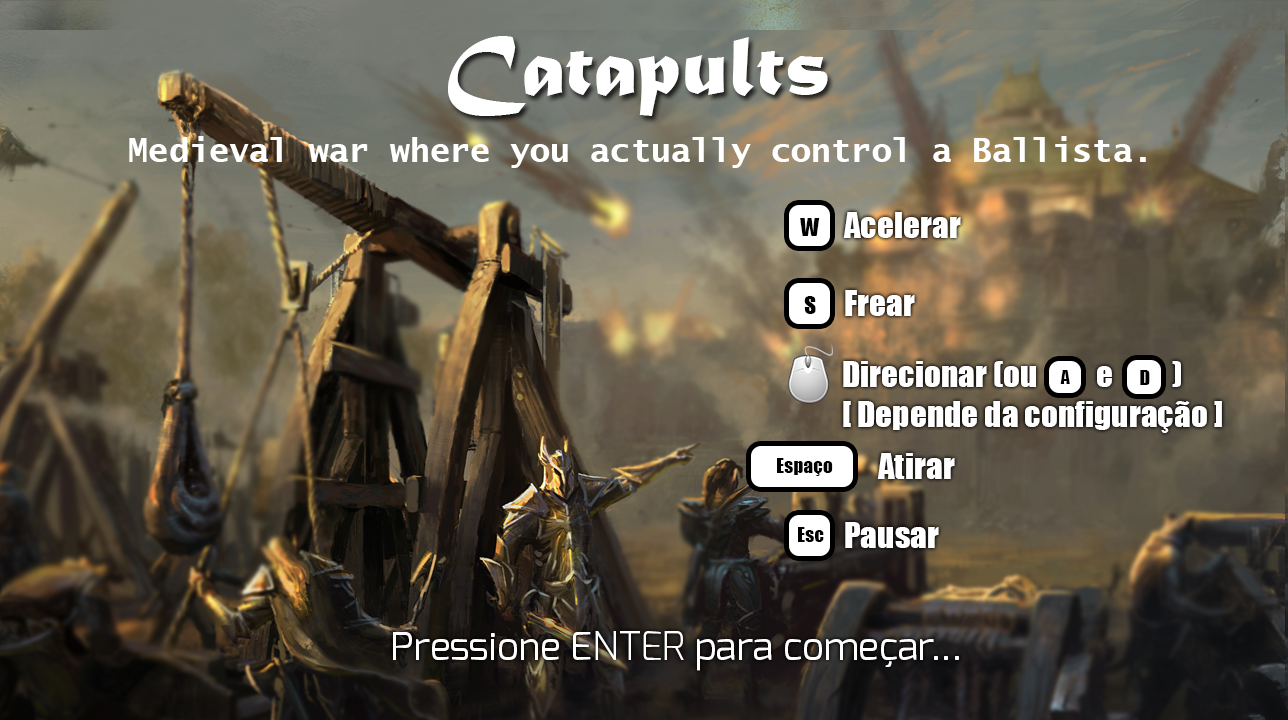 Catapults
Medieval war where you actually control a Ballista.
W Acelerar
S Frear
Direcionar (ou A e D )
[ Depende da configuração ]
Espaço Atirar
Esc Pausar
Pressione ENTER para começar...